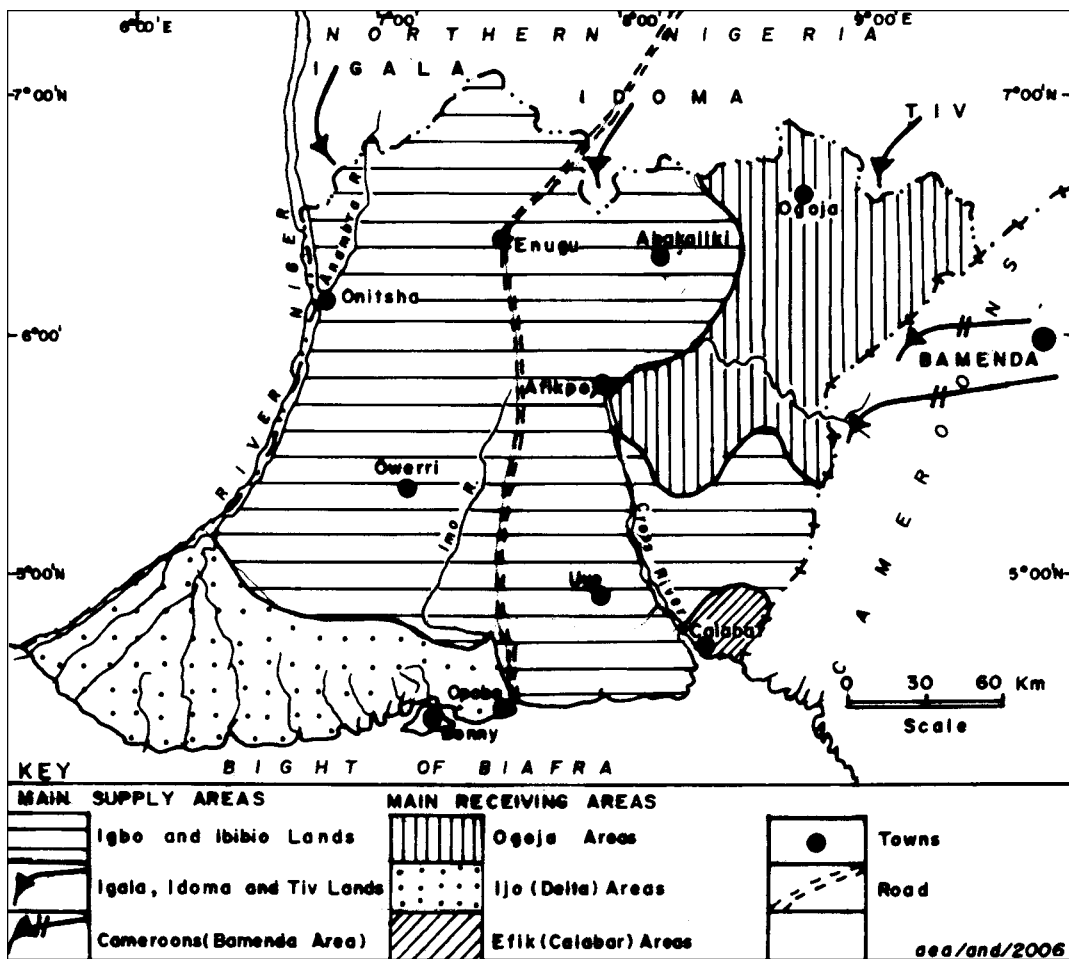 6°00'E
7°00'
8°00'
9°00'E
NORTHERN NIGERIA
IGALA
IDOMA
TIV
7°00'N
7°00'N
Ogoja
Anambra R.
Enugu
Abakaliki
RIVER NIGER
Onitsha
6°00'
6°00'
BAMENDA
Afikpo
CAMEROONS
Owerri
Imo R.
Cross River
5°00'N
5°00'N
Uyo
Calabar
Opobo
Bonny
0 30 60 Km
Scale
BIGHT OF BIAFRA
KEY
MAIN SUPPLY AREAS
MAIN RECEIVING AREAS
Igbo and Ibibio Lands
Ogoja Areas
Towns
Igala, Idoma and Tiv Lands
Ijo (Delta) Areas
Road
Cameroons (Bamenda Area)
Efik (Calabar) Areas
aea/and/2006